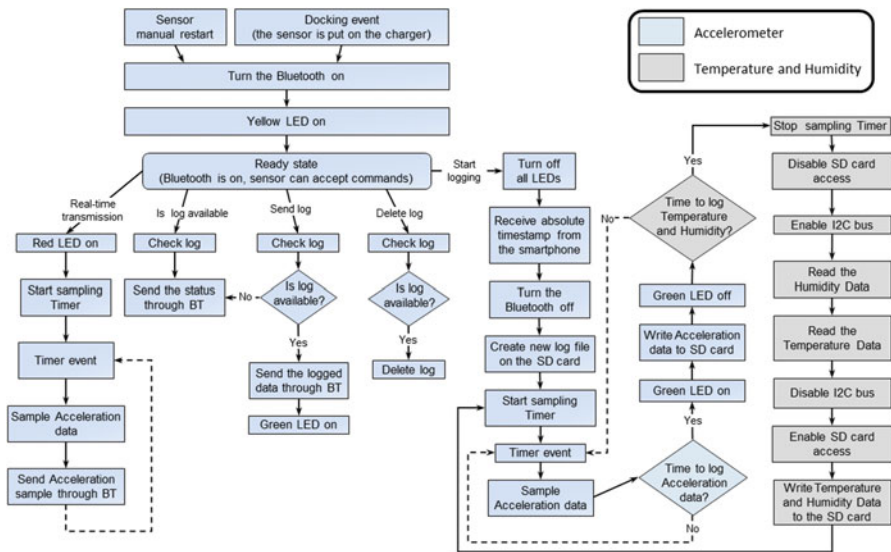 Sensor
manual restart
Docking event
(the sensor is put on the charger)
Turn the Bluetooth on
Yellow LED on
Ready state
(Bluetooth is on, sensor can accept commands)
Real-time
transmission
Is log available
Send log
Delete log
Start
logging
Red LED on
Start sampling
Timer
Timer event
Sample Acceleration
data
Send Acceleration
sample through BT
Check log
Send the status
through BT
Check log
Is log
available?
No
Yes
Send the logged
data through BT
Green LED on
Check log
Is log
available?
Yes
Delete log
Turn off
all LEDs
Receive absolute
timestamp from
the smartphone
Turn the
Bluetooth off
Create new log file
on the SD card
Start sampling
Timer
Timer event
Sample
Acceleration data
Time to log
Acceleration
data?
No
Yes
Green LED on
Write Acceleration
data to SD card
Green LED off
Time to log
Temperature
and Humidity?
No
Yes
Stop sampling Timer
Disable SD card
access
Enable I2C bus
Read the
Humidity Data
Read the
Temperature Data
Disable I2C bus
Enable SD card
access
Write Temperature
and Humidity Data
to the SD card
Accelerometer
Temperature and Humidity